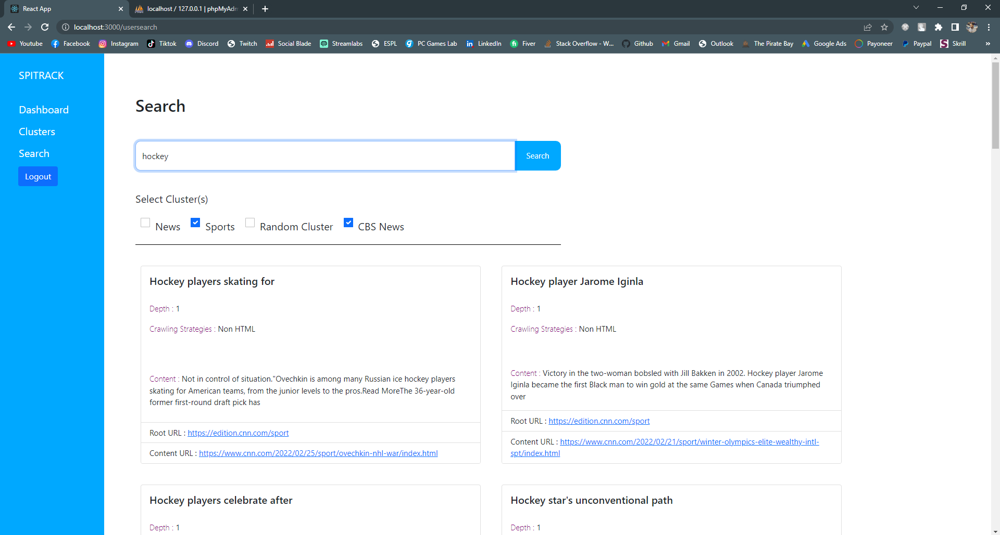 React App
localhost / 127.0.0.1 | phpMyAdm
localhost:3000/usersearch
Youtube Facebook Instagram Tiktok Discord Twitch Social Blade Streamlabs ESPL PC Games Lab LinkedIn Fiver Stack Overflow - W... Github Gmail Outlook The Pirate Bay Google Ads Payoneer Paypal Skrill »
SPITRACK
Dashboard
Clusters
Search
Logout
Search
hockey
Search
Select Cluster(s)
News Sports Random Cluster CBS News
Hockey players skating for
Depth : 1
Crawling Strategies : Non HTML
Content : Not in control of situation."Ovechkin is among many Russian ice hockey players
skating for American teams, from the junior levels to the pros.Read MoreThe 36-year-old
former first-round draft pick has
Root URL : https://edition.cnn.com/sport
Content URL : https://www.cnn.com/2022/02/25/sport/ovechkin-nhl-war/index.html
Hockey player Jarome Iginla
Depth : 1
Crawling Strategies : Non HTML
Content : Victory in the two-woman bobsled with Jill Bakken in 2002. Hockey player Jarome
Iginla became the first Black man to win gold at the same Games when Canada triumphed
over
Root URL : https://edition.cnn.com/sport
Content URL : https://www.cnn.com/2022/02/21/sport/winter-olympics-elite-wealthy-intl-
spt/index.html
Hockey players celebrate after
Depth : 1
Hockey star's unconventional path
Depth : 1